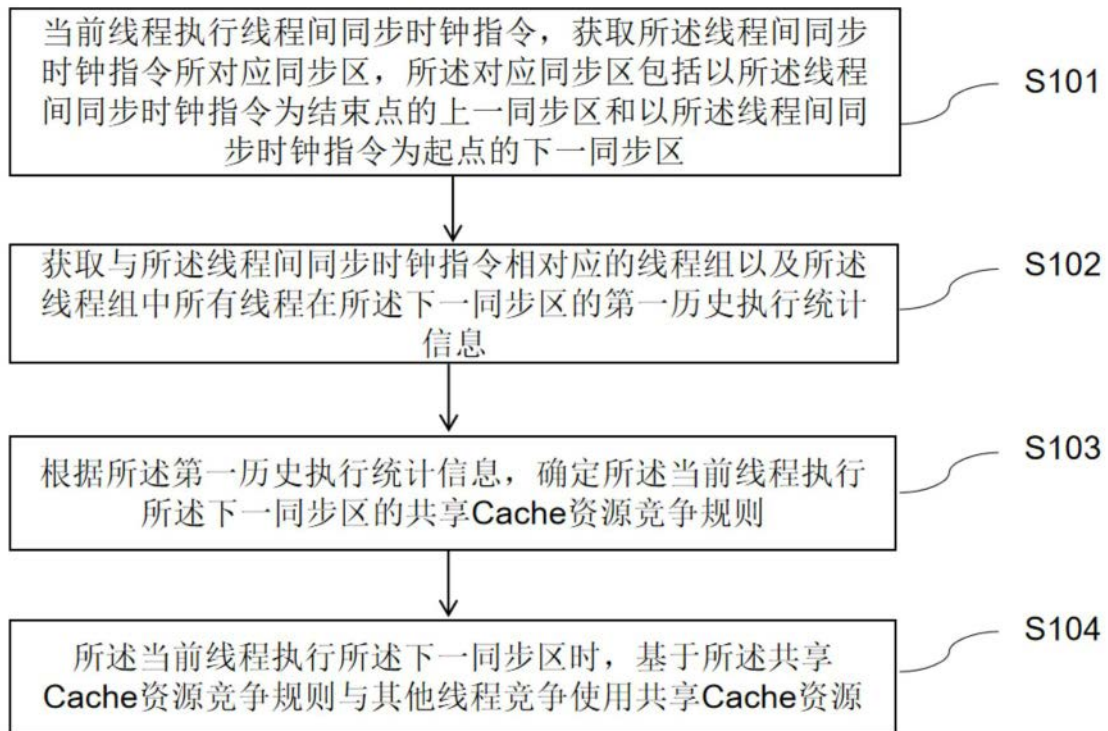 当前线程执行线程间同步时钟指令，获取所述线程间同步
时钟指令所对应同步区，所述对应同步区包括以所述线程
间同步时钟指令为结束点的上一同步区和以所述线程间同
步时钟指令为起点的下一同步区
S101
获取与所述线程间同步时钟指令相对应的线程组以及所述
线程组中所有线程在所述下一同步区的第一历史执行统计
信息
S102
根据所述第一历史执行统计信息，确定所述当前线程执行
所述下一同步区的共享Cache资源竞争规则
S103
所述当前线程执行所述下一同步区时，基于所述共享
Cache资源竞争规则与其他线程竞争使用共享Cache资源
S104